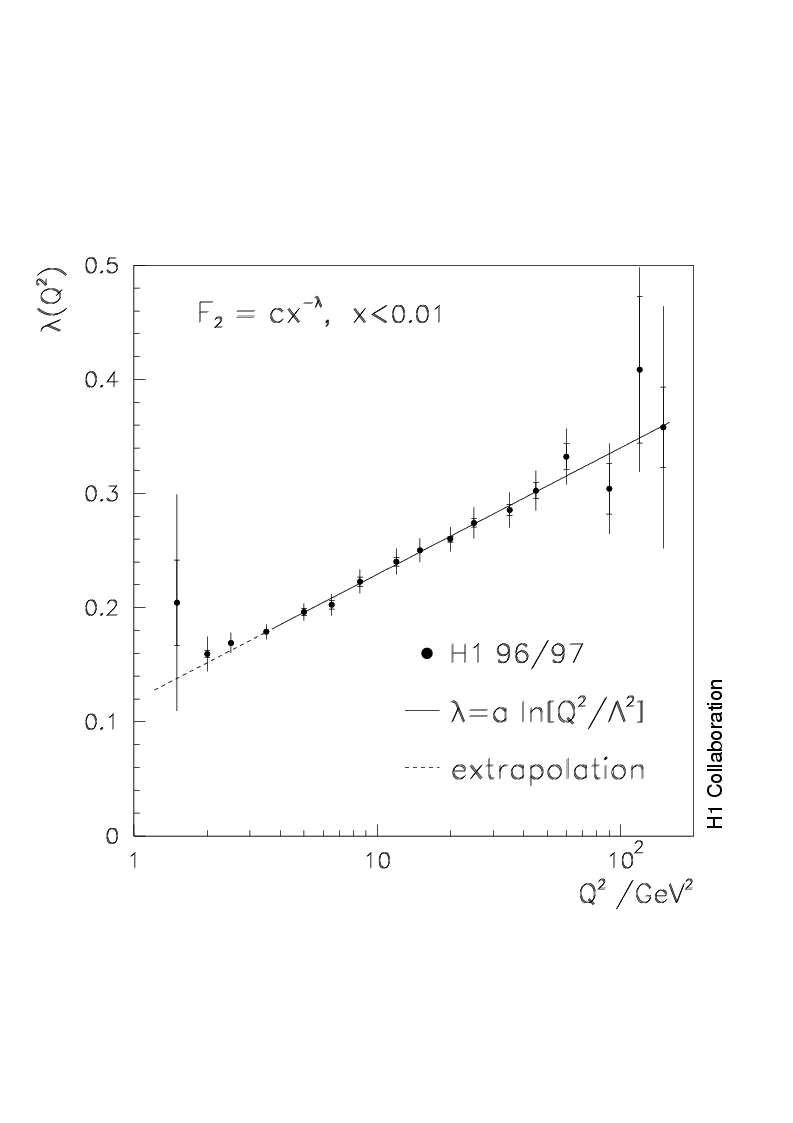 λ(Q²)
0.5
0.4
0.3
0.2
0.1
0
F₂ = cx^−λ, x<0.01
H1 96/97
λ=a ln[Q²/Λ²]
extrapolation
1
10
10²
Q² /GeV²
H1 Collaboration